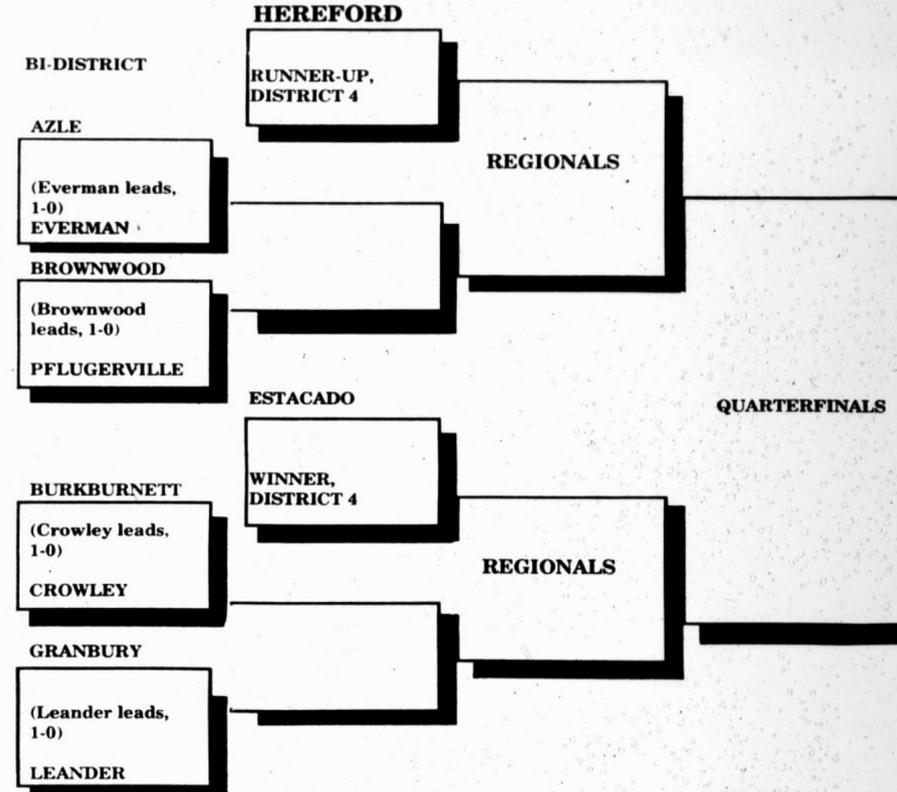 HEREFORD
BI-DISTRICT
RUNNER-UP,
DISTRICT 4
AZLE
(Everman leads,
1-0)
EVERMAN
REGIONALS
BROWNWOOD
(Brownwood
leads, 1-0)
PFLUGERVILLE
ESTACADO
WINNER,
DISTRICT 4
QUARTERFINALS
BURKBURNETT
(Crowley leads,
1-0)
CROWLEY
REGIONALS
GRANBURY
(Leander leads,
1-0)
LEANDER